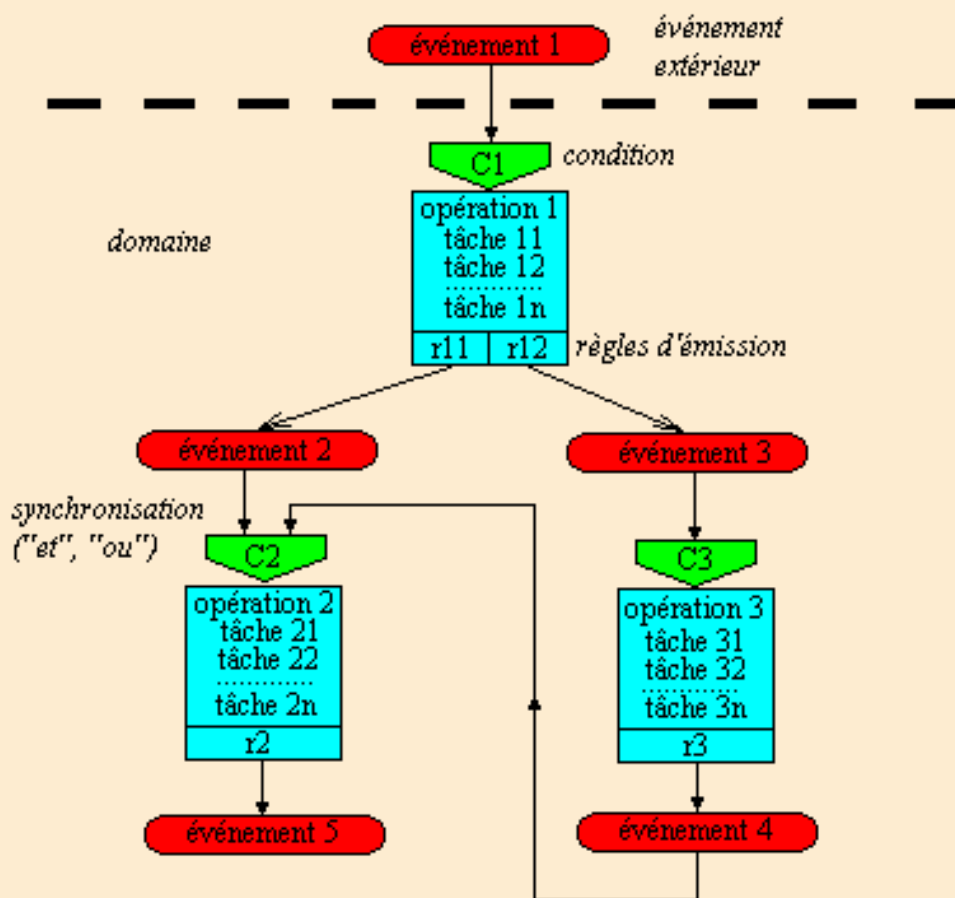 événement 1
événement
extérieur
C1
condition
domaine
opération 1
tâche 11
tâche 12
tâche 1n
r11 r12
règles d'émission
événement 2
événement 3
synchronisation
("et", "ou")
C2
C3
opération 2
tâche 21
tâche 22
tâche 2n
r2
opération 3
tâche 31
tâche 32
tâche 3n
r3
événement 5
événement 4